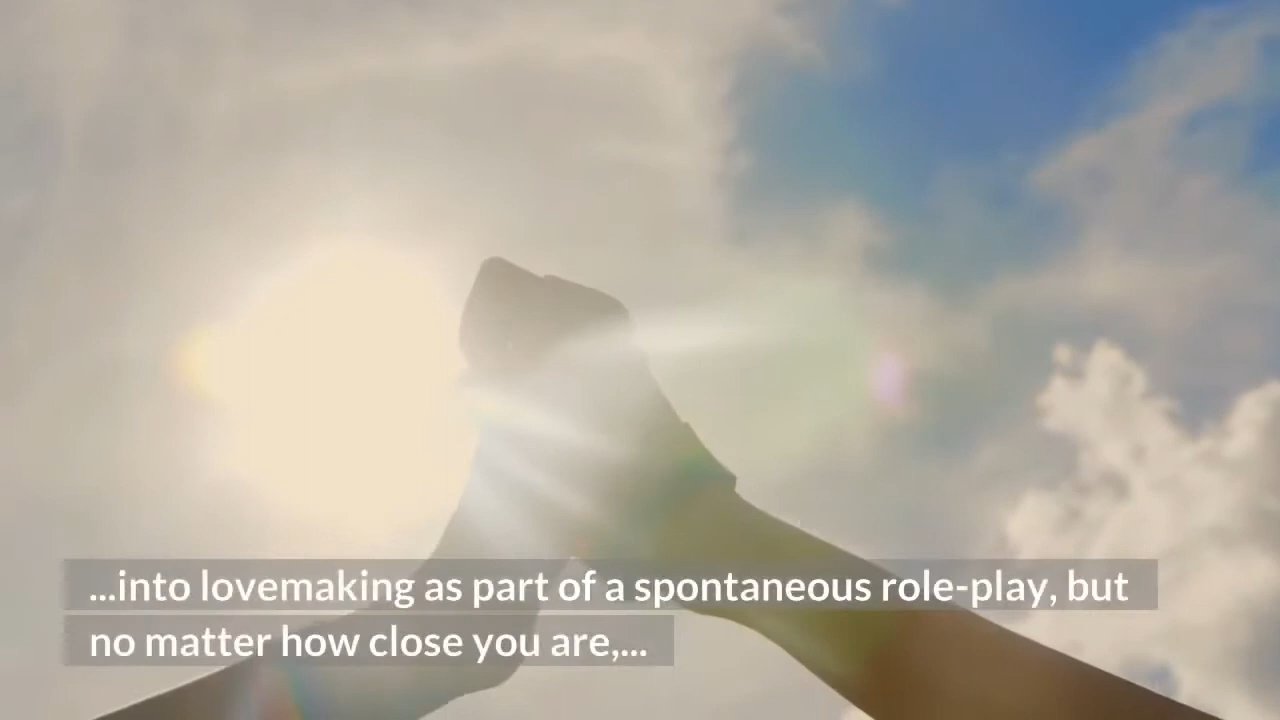 ...into lovemaking as part of a spontaneous role-play, but
no matter how close you are,...